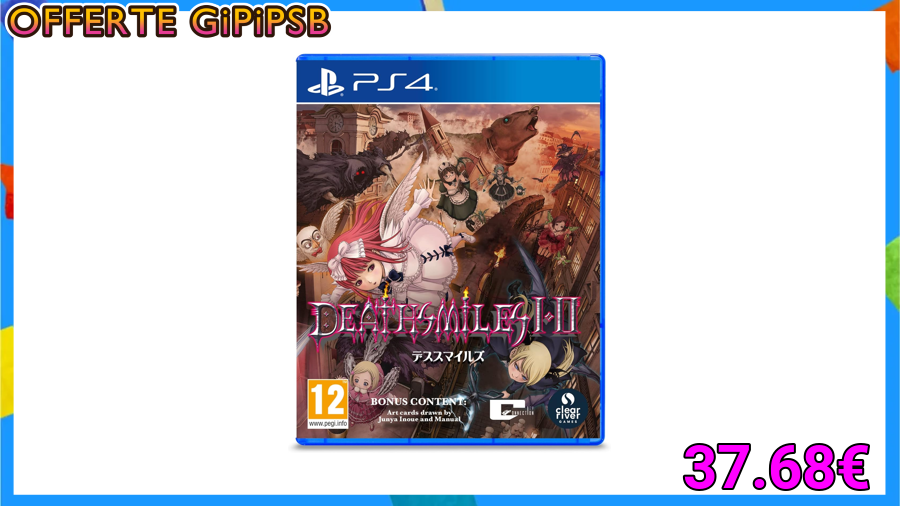 OFFERTE GiPiPSB
PS4
DEATHSMILES I·II
デススマイルズ
12
www.pegi.info
BONUS CONTENT:
Art cards drawn by
Junya Inoue and Manual
CONNECTION
clear
river
GAMES
37.68€